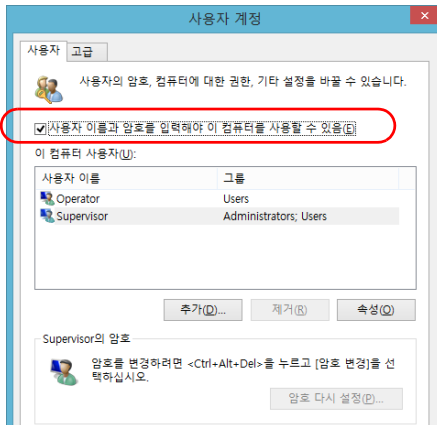 사용자 계정
사용자 고급
사용자의 암호, 컴퓨터에 대한 권한, 기타 설정을 바꿀 수 있습니다.
사용자 이름과 암호를 입력해야 이 컴퓨터를 사용할 수 있음(E)
이 컴퓨터 사용자(U):
사용자 이름 그룹
Operator Users
Supervisor Administrators; Users
추가(D)... 제거(R) 속성(O)
Supervisor의 암호
암호를 변경하려면 <Ctrl+Alt+Del>을 누르고 [암호 변경]을 선
택하십시오.
암호 다시 설정(P)...